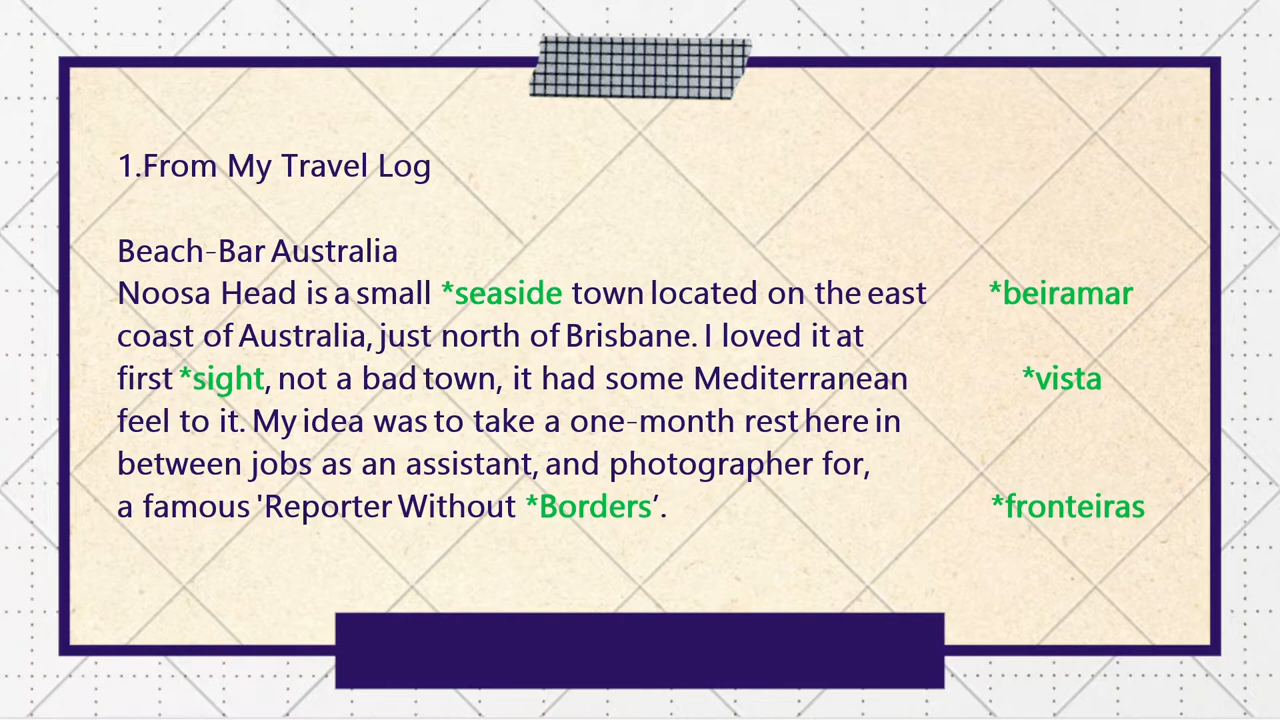 1.From My Travel Log
Beach-Bar Australia
Noosa Head is a small *seaside town located on the east *beiramar
coast of Australia, just north of Brisbane. I loved it at
first *sight, not a bad town, it had some Mediterranean *vista
feel to it. My idea was to take a one-month rest here in
between jobs as an assistant, and photographer for,
a famous 'Reporter Without *Borders’. *fronteiras